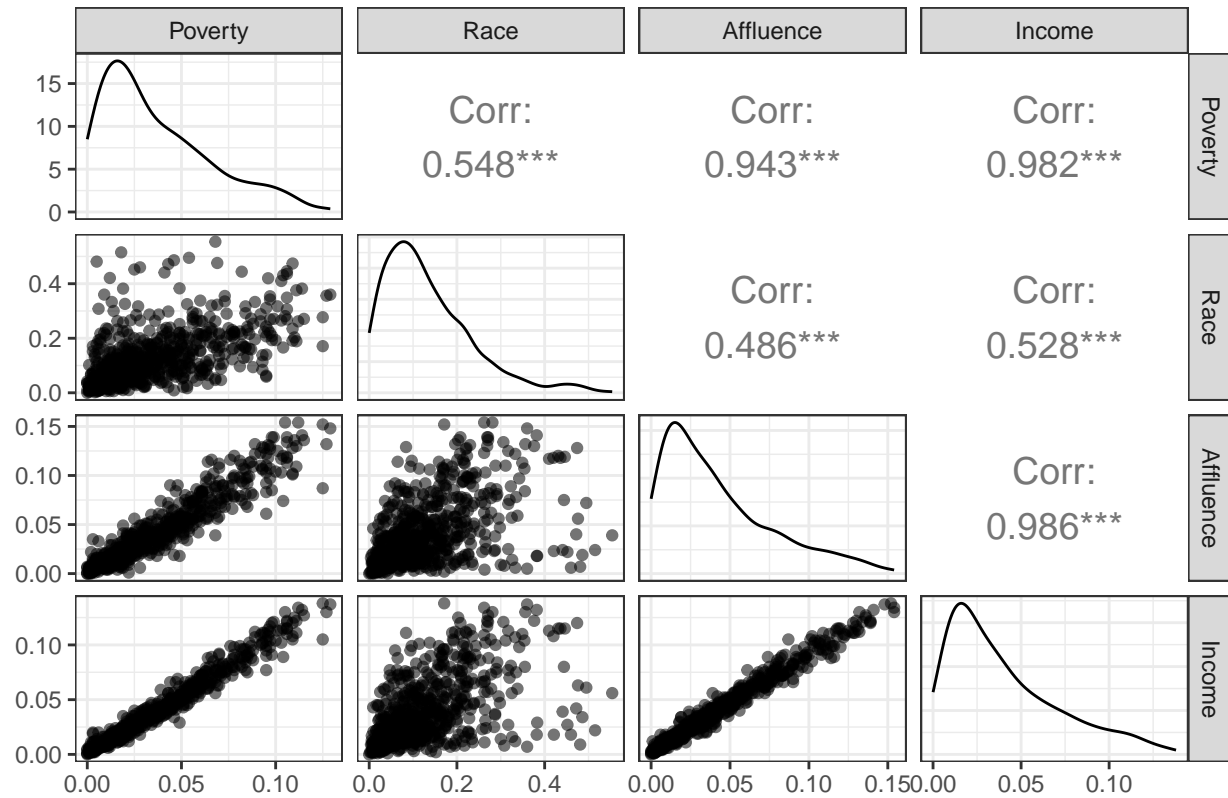 Poverty Race Affluence Income
15
10
5
0
Corr:
0.548***
Corr:
0.943***
Corr:
0.982***
Poverty
0.4
0.2
0.0
Corr:
0.486***
Corr:
0.528***
Race
0.15
0.10
0.05
0.00
Corr:
0.986***
Affluence
0.10
0.05
0.00
Income
0.00 0.05 0.10 0.0 0.2 0.4 0.00 0.05 0.10 0.15 0.00 0.05 0.10